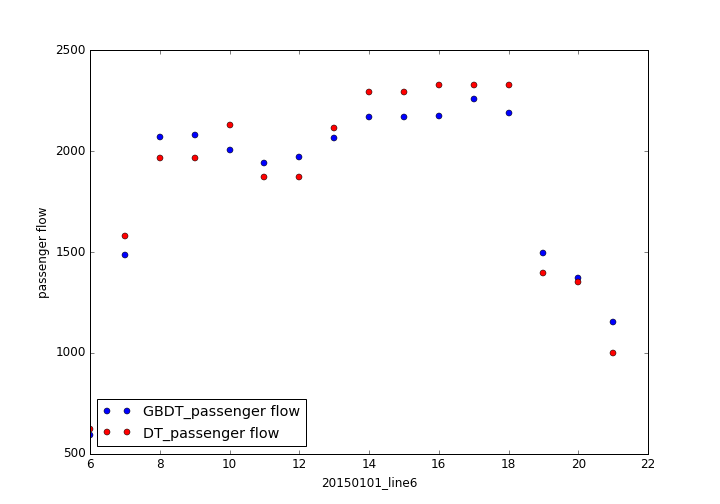 2500
2000
1500
1000
500
passenger flow
GBDT_passenger flow
DT_passenger flow
6 8 10 12 14 16 18 20 22
20150101_line6